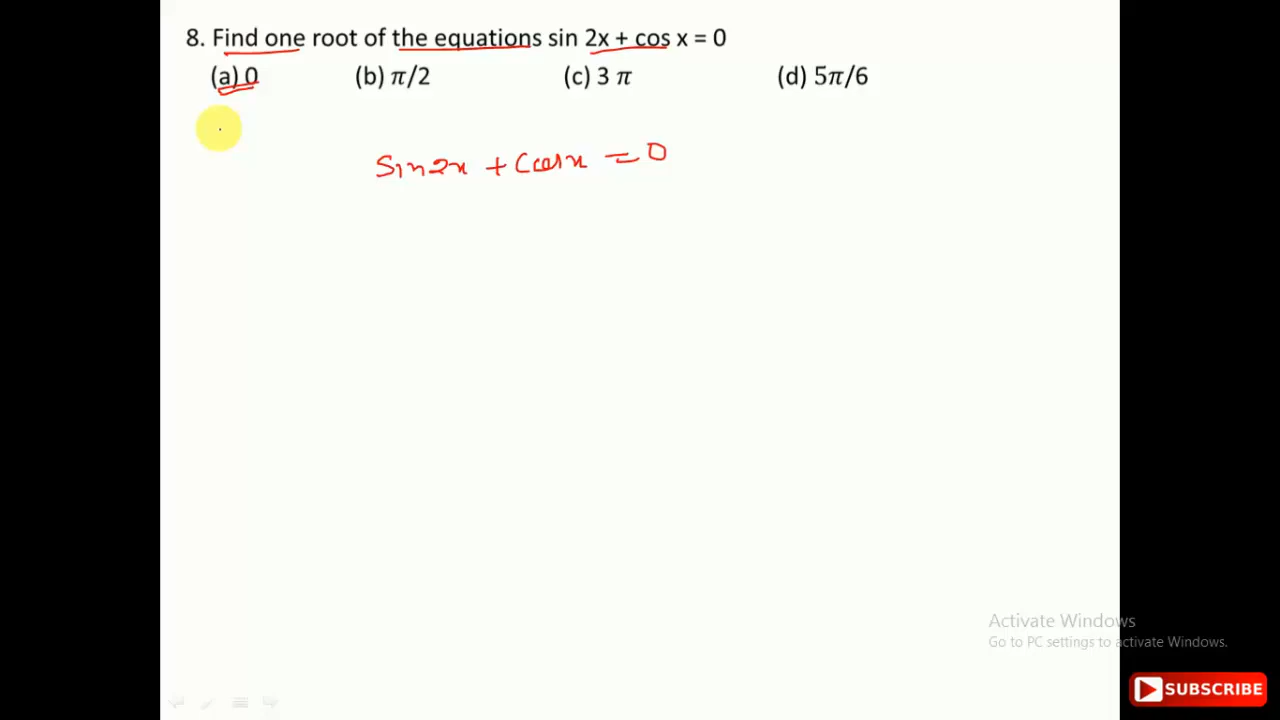 8. Find one root of the equations sin 2x + cos x = 0
(a) 0 (b) π/2 (c) 3 π (d) 5π/6
Sin2x + Cosx = 0
Activate Windows
Go to PC settings to activate Windows.
SUBSCRIBE